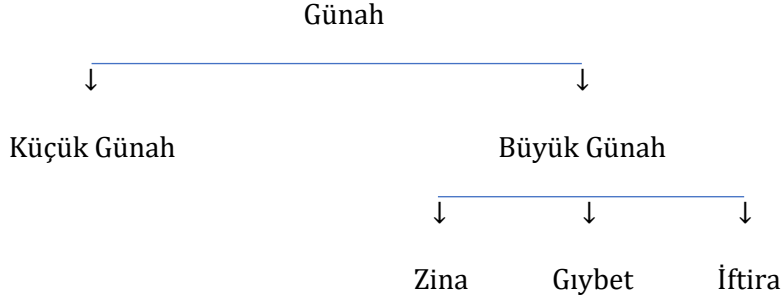 Günah
↓ ↓
Küçük Günah Büyük Günah
↓ ↓ ↓
Zina Gıybet İftira